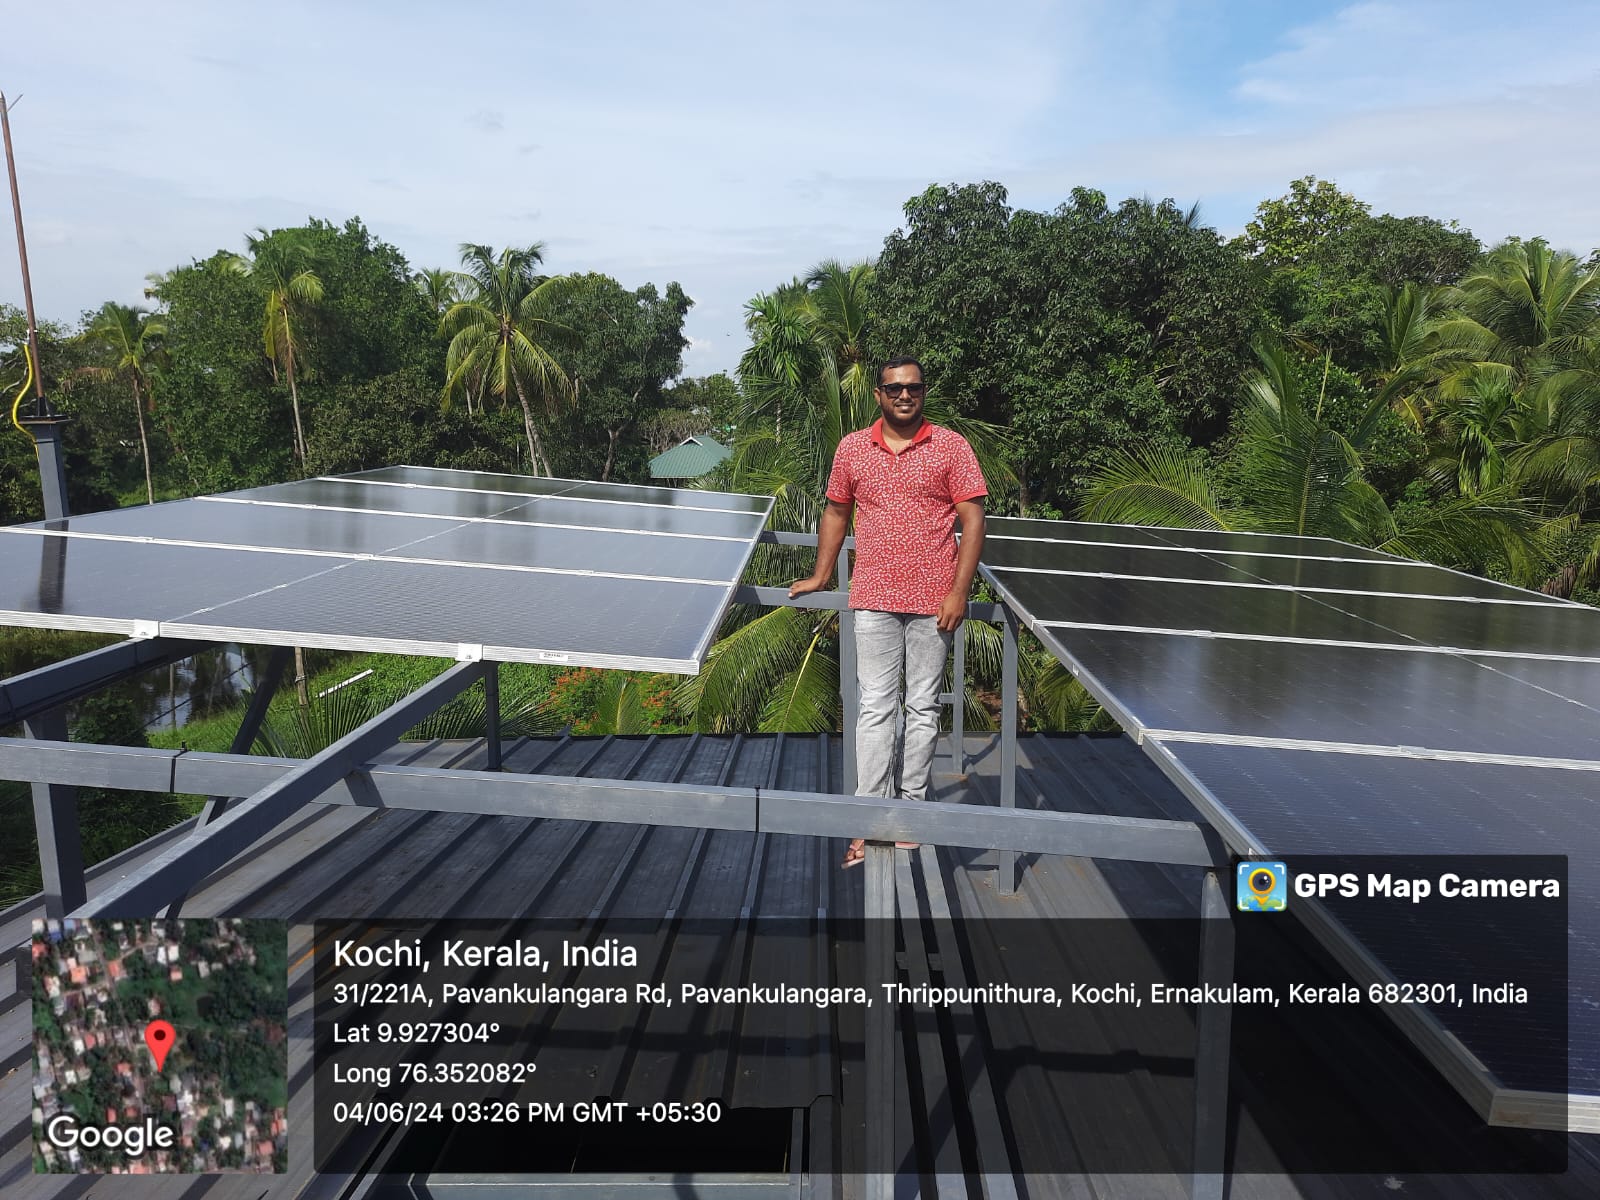 GPS Map Camera
Kochi, Kerala, India
31/221A, Pavankulangara Rd, Pavankulangara, Thrippunithura, Kochi, Ernakulam, Kerala 682301, India
Lat 9.927304°
Long 76.352082°
04/06/24 03:26 PM GMT +05:30
Google